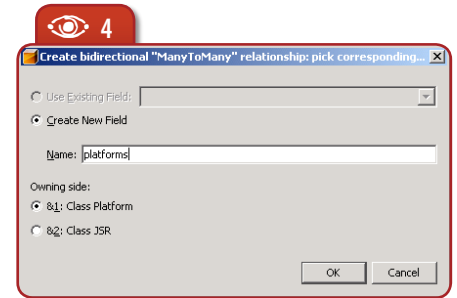 4
Create bidirectional "ManyToMany" relationship: pick corresponding...
Use Existing Field:
Create New Field
Name: platforms
Owning side:
&1: Class Platform
&2: Class JSR
OK Cancel